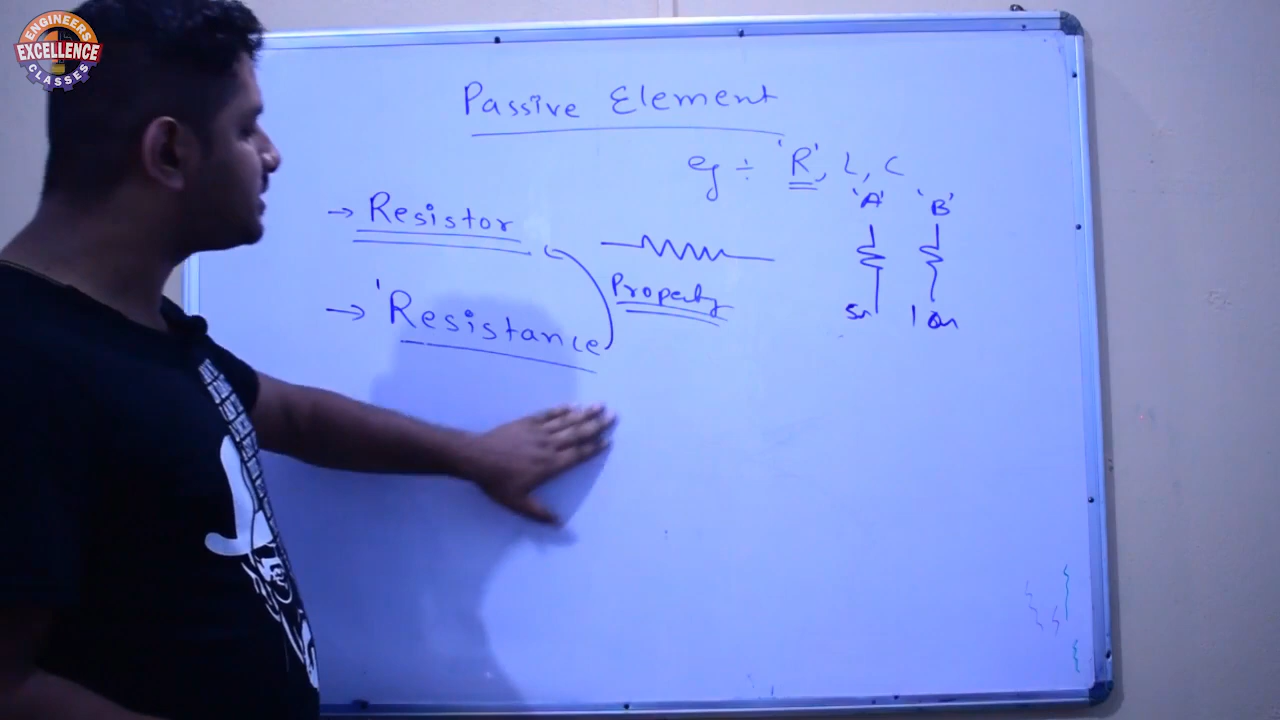 ENGINEERS
EXCELLENCE
CLASSES
Passive Element
eg ÷ 'R', L, C
'A' 'B'
→ Resistor
Property
→ 'Resistance
5Ω 10Ω